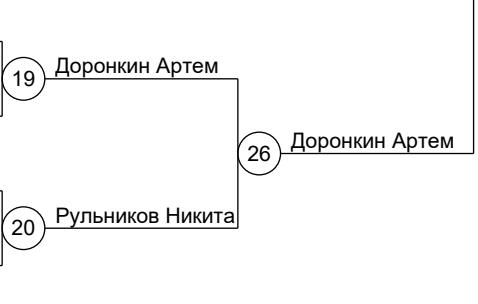 19
Доронкин Артем
26
Доронкин Артем
20
Рульников Никита